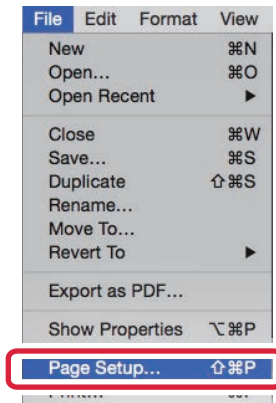 File Edit Format View
New ⌘N
Open... ⌘O
Open Recent ▶
Close ⌘W
Save... ⌘S
Duplicate ⇧⌘S
Rename...
Move To...
Revert To ▶
Export as PDF...
Show Properties ⌥⌘P
Page Setup... ⇧⌘P